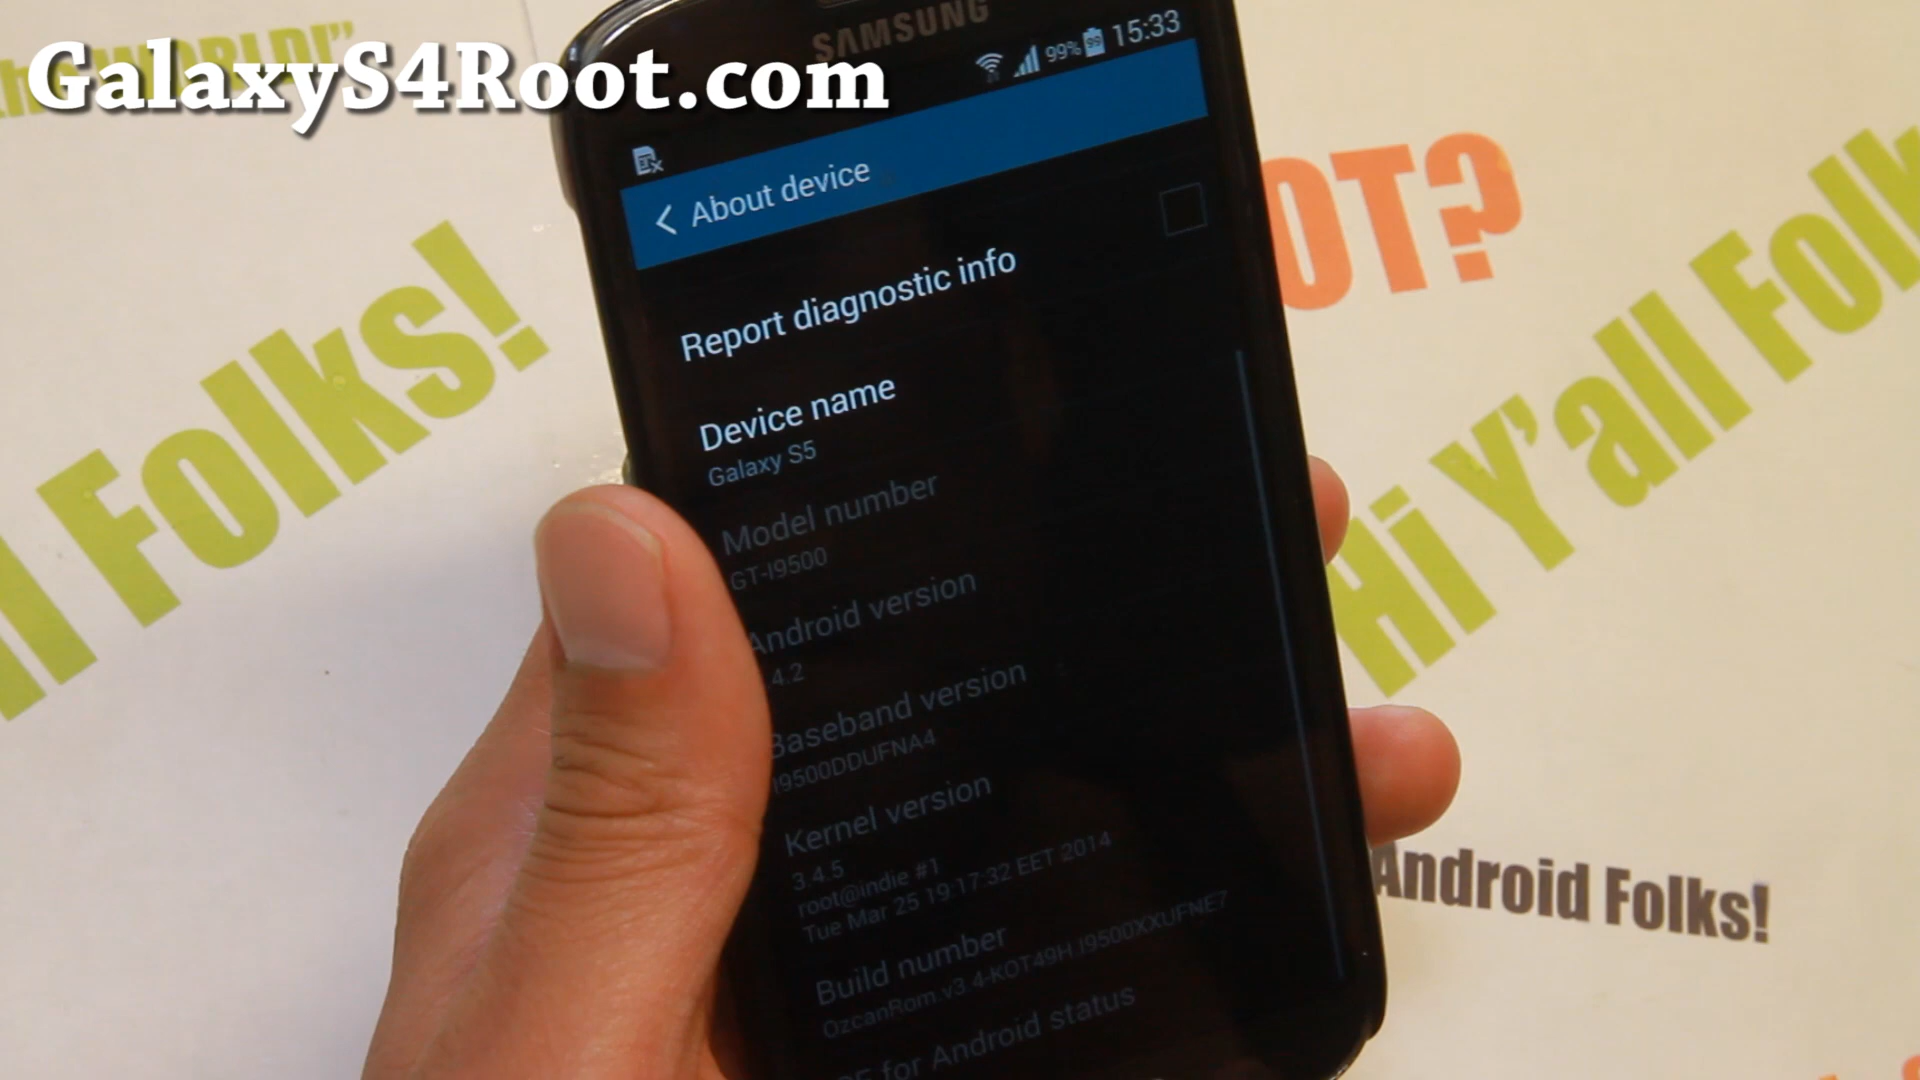 the WORLD!"
GalaxyS4Root.com
SAMSUNG
99% 15:33
About device
Report diagnostic info
Device name
Galaxy S5
Model number
GT-I9500
Android version
4.2
Baseband version
I9500DDUFNA4
Kernel version
3.4.5
root@indie #1
Tue Mar 25 19:17:32 EET 2014
Build number
OzcanRom.v3.4-KOT49H.I9500XXUFNE7
for Android status
l Folks!
OT?
Hi Y'all Folk
Android Folks!